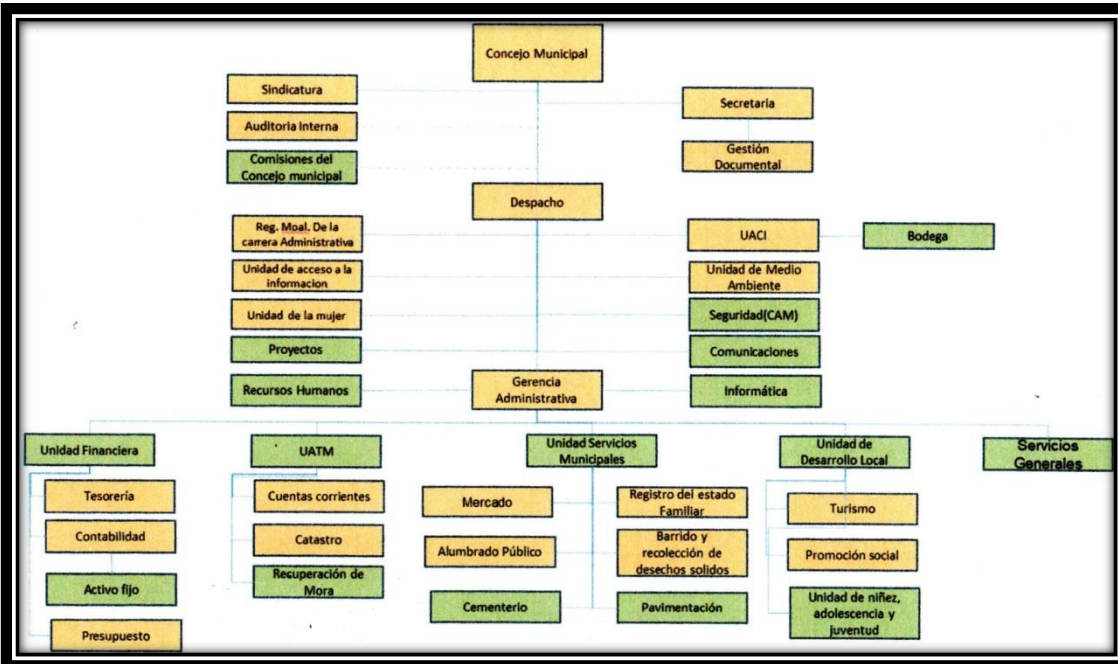 Concejo Municipal
Sindicatura
Secretaria
Auditoria Interna
Gestión
Documental
Comisiones del
Concejo municipal
Despacho
Reg. Moal. De la
carrera Administrativa
UACI
Bodega
Unidad de acceso a la
informacion
Unidad de Medio
Ambiente
Unidad de la mujer
Seguridad(CAM)
Proyectos
Comunicaciones
Recursos Humanos
Gerencia
Administrativa
Informática
Unidad Financiera
UATM
Unidad Servicios
Municipales
Unidad de
Desarrollo Local
Servicios
Generales
Tesorería
Contabilidad
Activo fijo
Presupuesto
Cuentas corrientes
Catastro
Recuperación de
Mora
Mercado
Alumbrado Público
Cementerio
Registro del estado
Familiar
Barrido y
recolección de
desechos solidos
Pavimentación
Turismo
Promoción social
Unidad de niñez,
adolescencia y
juventud